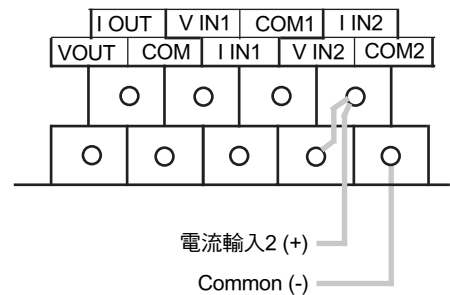 I OUT V IN1 COM1 I IN2
VOUT COM I IN1 V IN2 COM2
電流輸入2 (+)
Common (-)